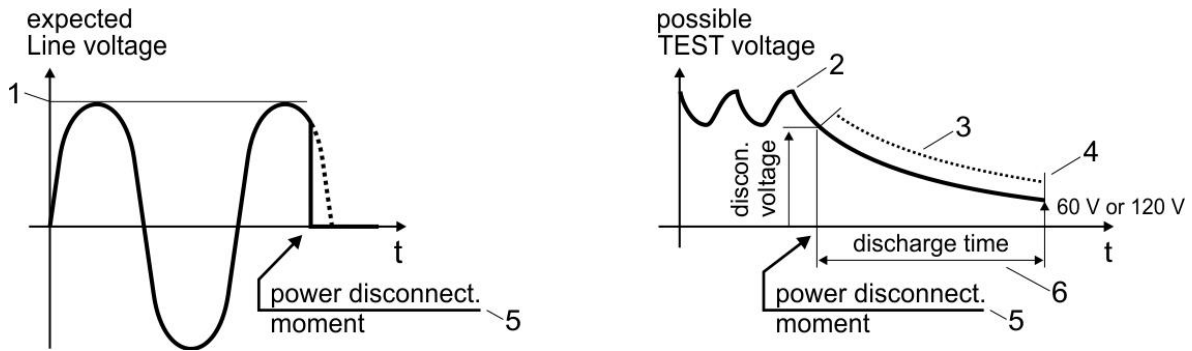 expected
Line voltage
1
t
power disconnect.
moment
5
possible
TEST voltage
2
3
4
discon.
voltage
60 V or 120 V
discharge time
t
6
power disconnect.
moment
5